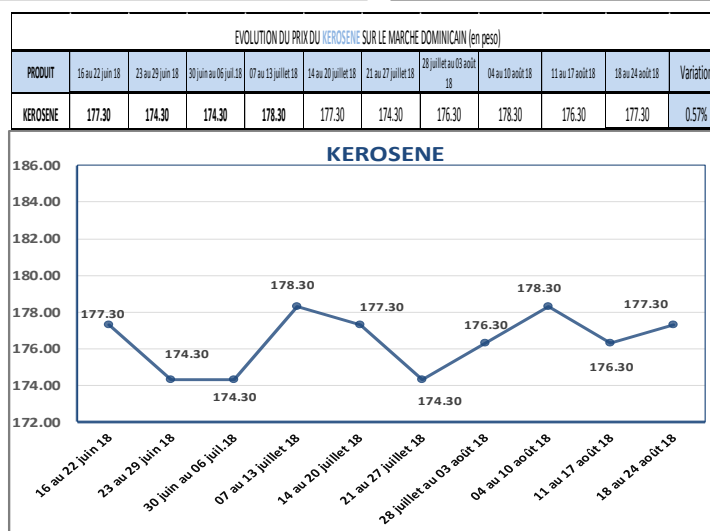 EVOLUTION DU PRIX DU KEROSENE SUR LE MARCHE DOMINICAIN (en peso)
PRODUIT 16 au 22 juin 18 23 au 29 juin 18 30 juin au 06 juil.18 07 au 13 juillet 18 14 au 20 juillet 18 21 au 27 juillet 18 28 juillet au 03 août 18 04 au 10 août 18 11 au 17 août 18 18 au 24 août 18 Variation
KEROSENE 177.30 174.30 174.30 178.30 177.30 174.30 176.30 178.30 176.30 177.30 0.57%
KEROSENE
186.00
184.00
182.00
180.00
178.00
176.00
174.00
172.00
177.30
174.30
174.30
178.30
177.30
174.30
176.30
178.30
176.30
177.30
16 au 22 juin 18
23 au 29 juin 18
30 juin au 06 juil.18
07 au 13 juillet 18
14 au 20 juillet 18
21 au 27 juillet 18
28 juillet au 03 août 18
04 au 10 août 18
11 au 17 août 18
18 au 24 août 18